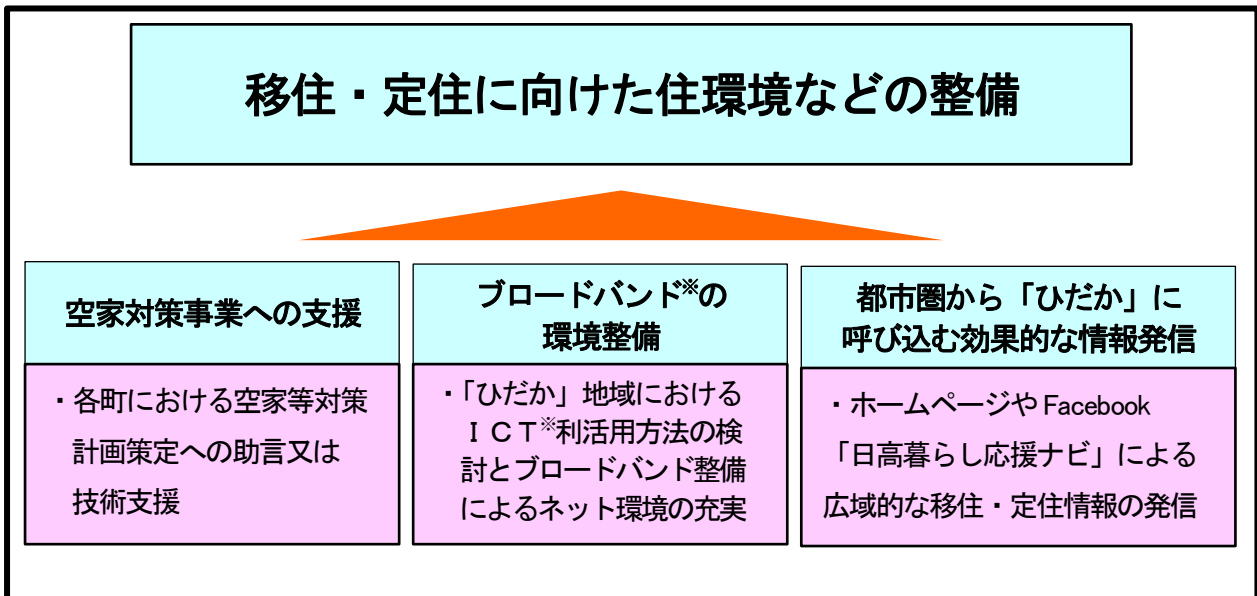 移住・定住に向けた住環境などの整備
空家対策事業への支援
・各町における空家等対策
計画策定への助言又は
技術支援
ブロードバンド※の
環境整備
・「ひだか」地域における
ＩＣＴ※利活用方法の検
討とブロードバンド整備
によるネット環境の充実
都市圏から「ひだか」に
呼び込む効果的な情報発信
・ホームページや Facebook
「日高暮らし応援ナビ」による
広域的な移住・定住情報の発信